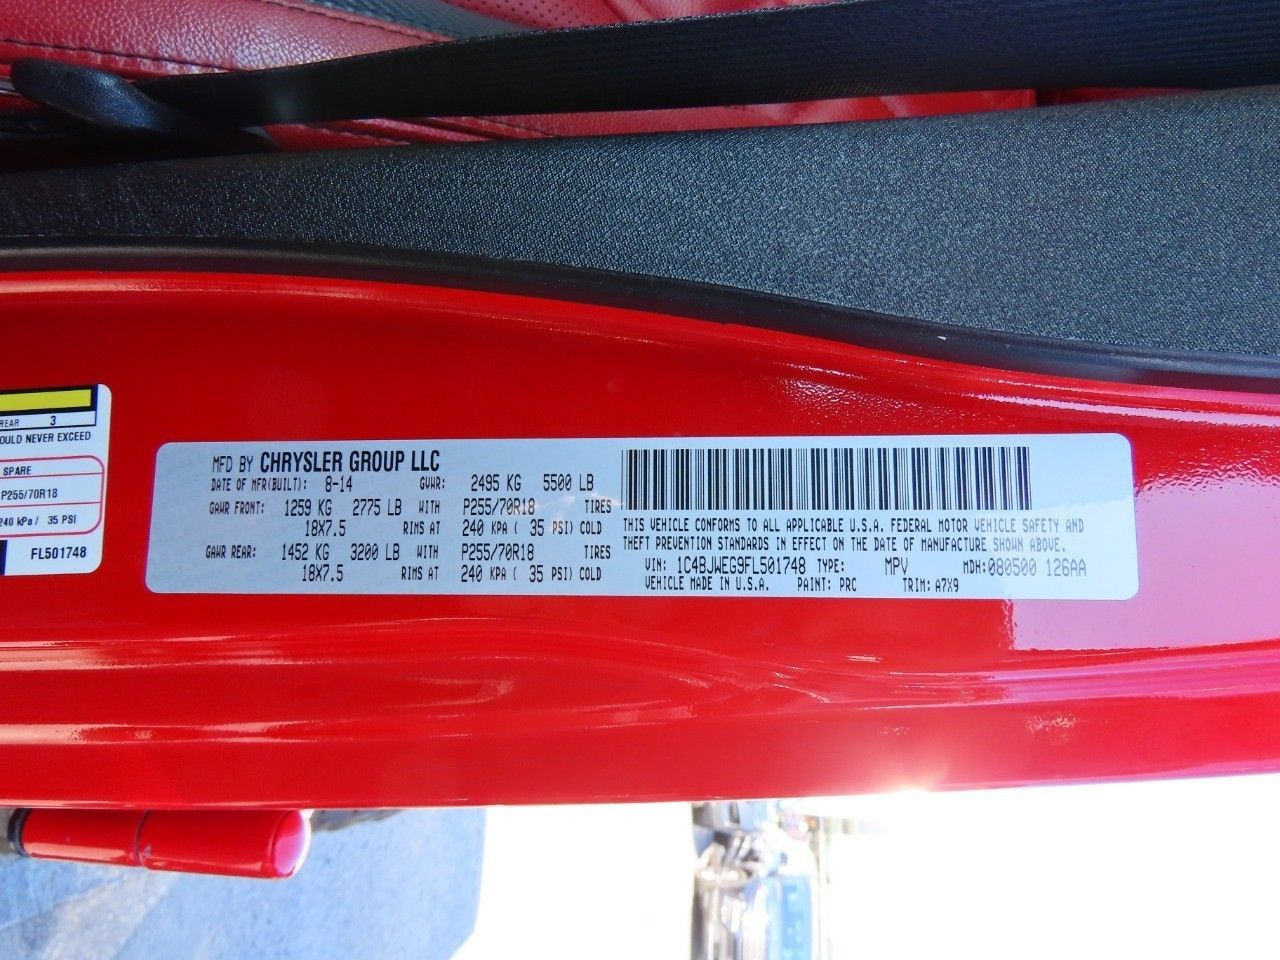 REAR 3
OULD NEVER EXCEED
SPARE
P255/70R18
240 kPa / 35 PSI
FL501748
MFD BY CHRYSLER GROUP LLC
DATE OF MFR(BUILT): 8-14 GVWR: 2495 KG 5500 LB
GAWR FRONT: 1259 KG 2775 LB WITH P255/70R18 TIRES
18X7.5 RIMS AT 240 KPA ( 35 PSI) COLD
GAWR REAR: 1452 KG 3200 LB WITH P255/70R18 TIRES
18X7.5 RIMS AT 240 KPA ( 35 PSI) COLD
THIS VEHICLE CONFORMS TO ALL APPLICABLE U.S.A. FEDERAL MOTOR VEHICLE SAFETY AND
THEFT PREVENTION STANDARDS IN EFFECT ON THE DATE OF MANUFACTURE SHOWN ABOVE.
VIN: 1C4BJWEG9FL501748 TYPE: MPV MDH: 080500 126AA
VEHICLE MADE IN U.S.A. PAINT: PRC TRIM: A7X9